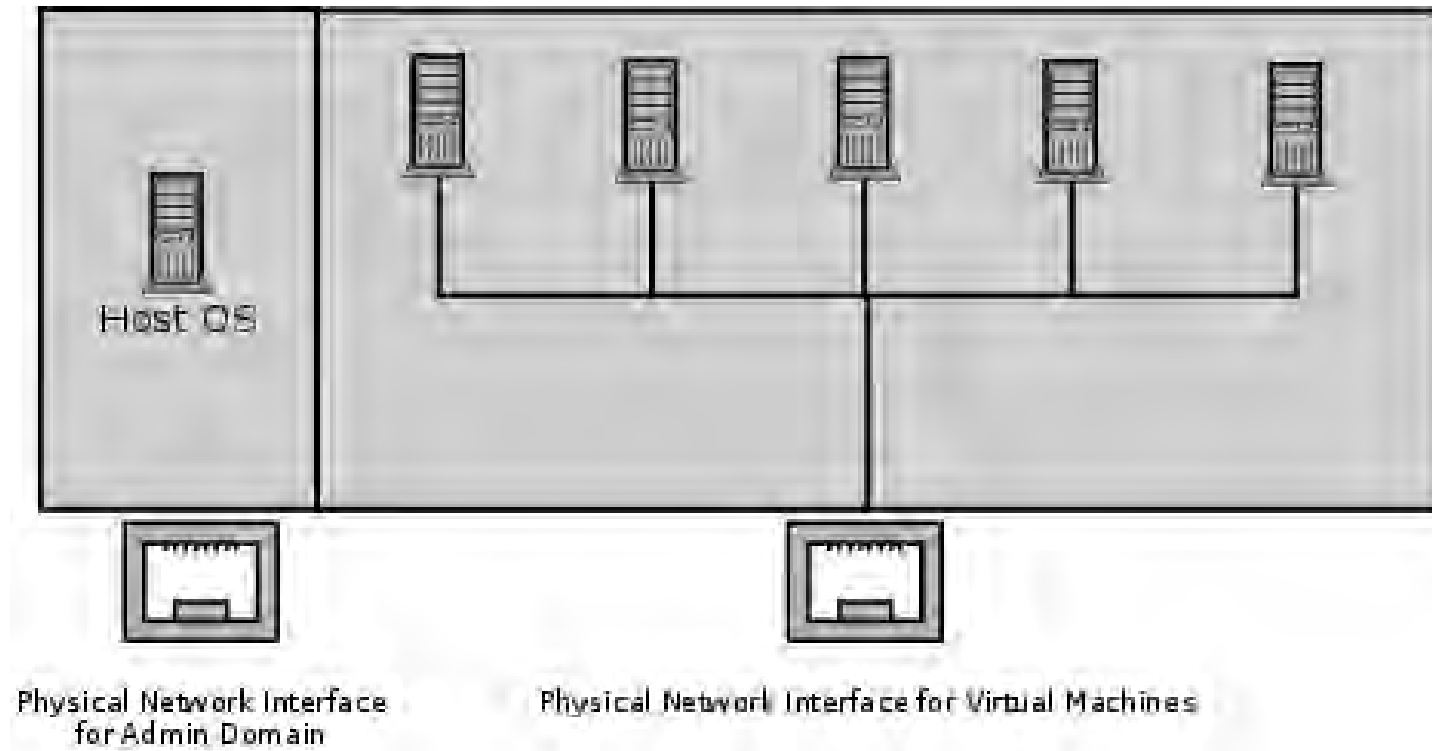 Host OS
Physical Network Interface
for Admin Domain
Physical Network Interface for Virtual Machines